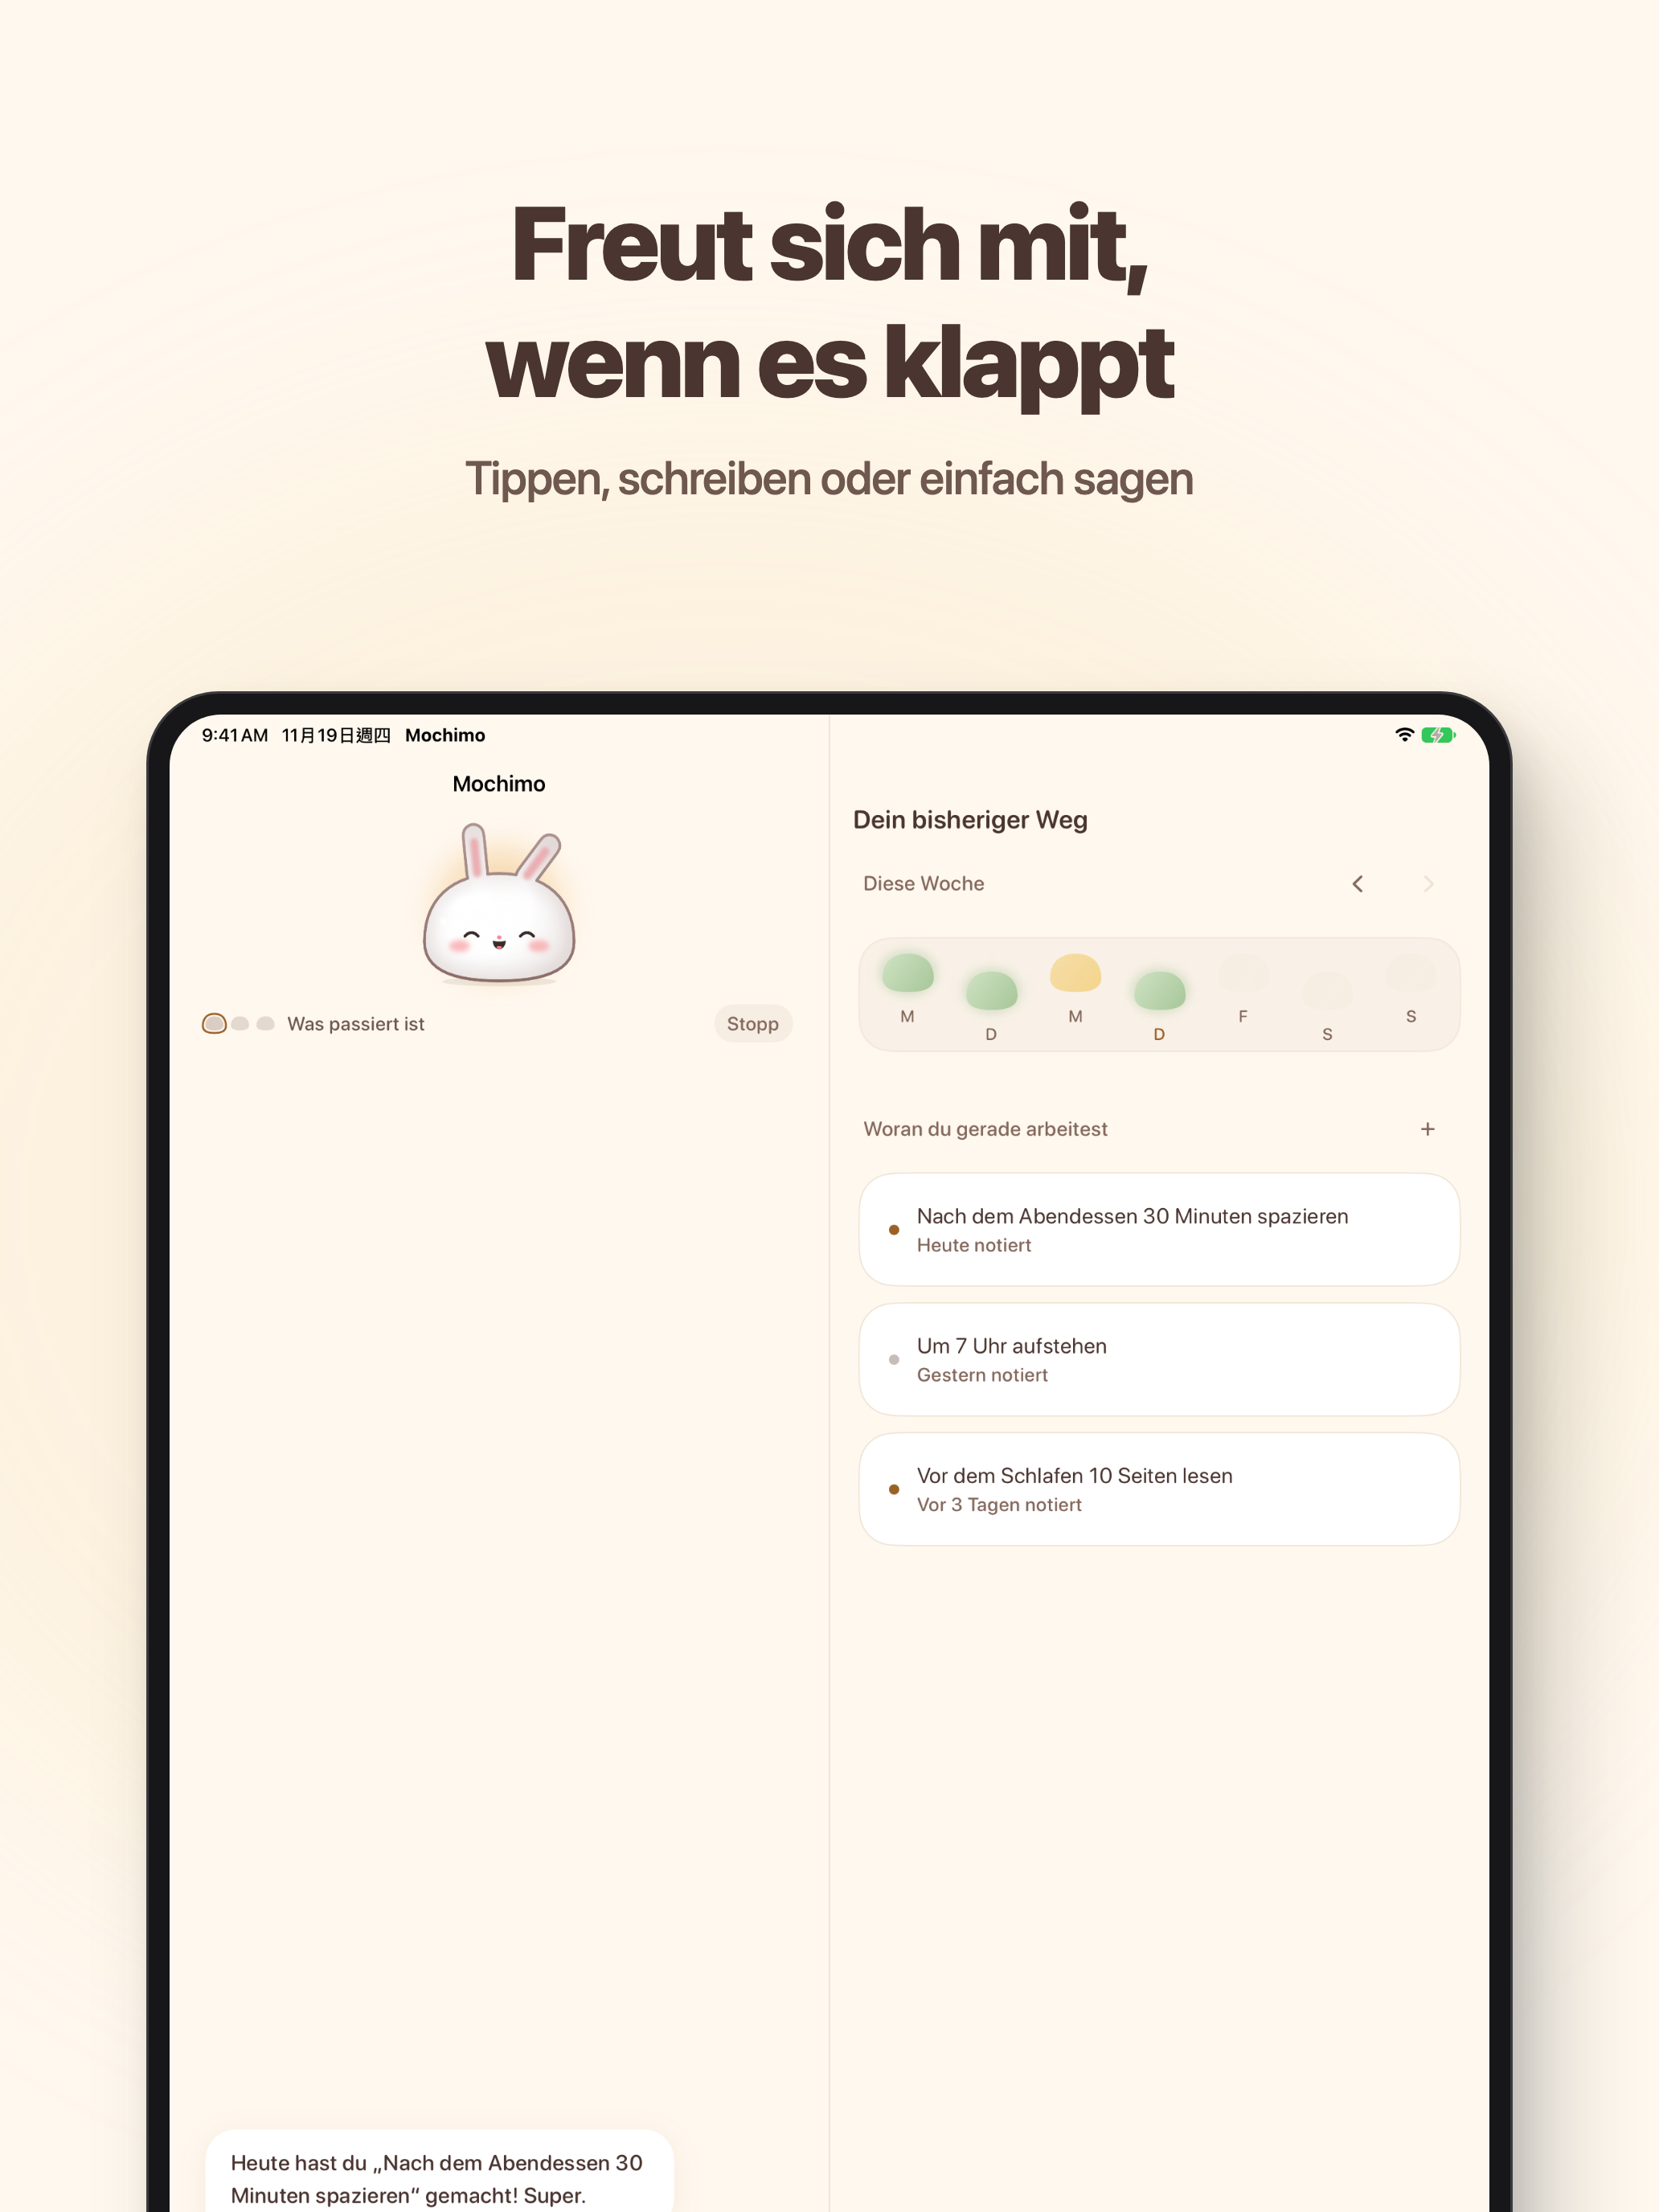 Freut sich mit,
wenn es klappt
Tippen, schreiben oder einfach sagen
9:41 AM 11月19日週四 Mochimo
Mochimo
Was passiert ist
Stopp
Dein bisheriger Weg
Diese Woche
M D M D F S S
Woran du gerade arbeitest
+
Nach dem Abendessen 30 Minuten spazieren
Heute notiert
Um 7 Uhr aufstehen
Gestern notiert
Vor dem Schlafen 10 Seiten lesen
Vor 3 Tagen notiert
Heute hast du „Nach dem Abendessen 30
Minuten spazieren“ gemacht! Super.